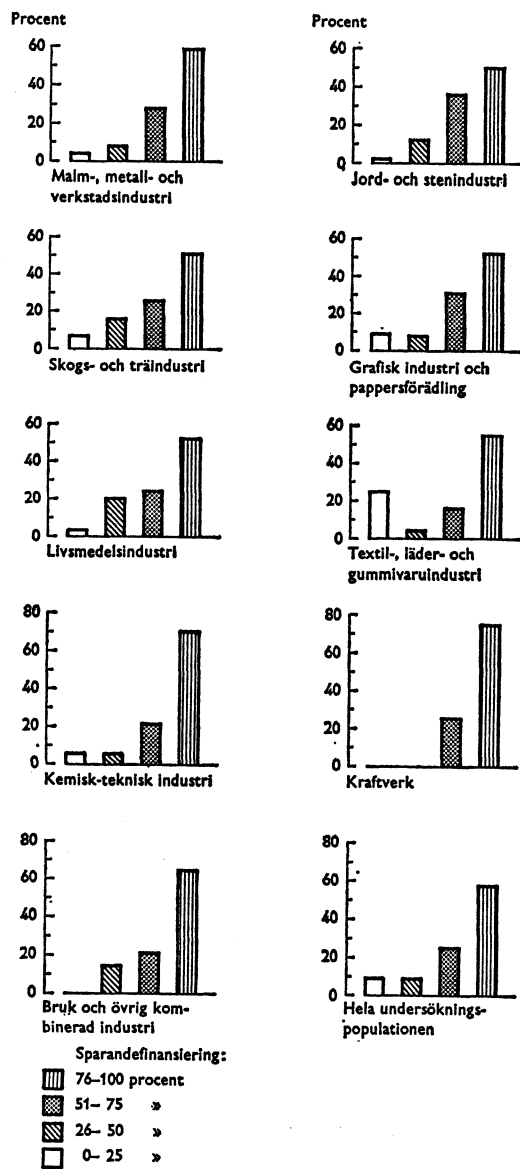 Procent
60
40
20
0
Malm-, metall- och
verkstadsindustri
Procent
60
40
20
0
Jord- och stenindustri
60
40
20
0
Skogs- och träindustri
60
40
20
0
Grafisk industri och
pappersförädling
60
40
20
0
Livsmedelsindustri
60
40
20
0
Textil-, läder- och
gummivaruindustri
80
60
40
20
0
Kemisk-teknisk industri
80
60
40
20
0
Kraftverk
80
60
40
20
0
Bruk och övrig kom-
binerad industri
80
60
40
20
0
Hela undersöknings-
populationen
Sparandefinansiering:
76–100 procent
51– 75 »
26– 50 »
0– 25 »